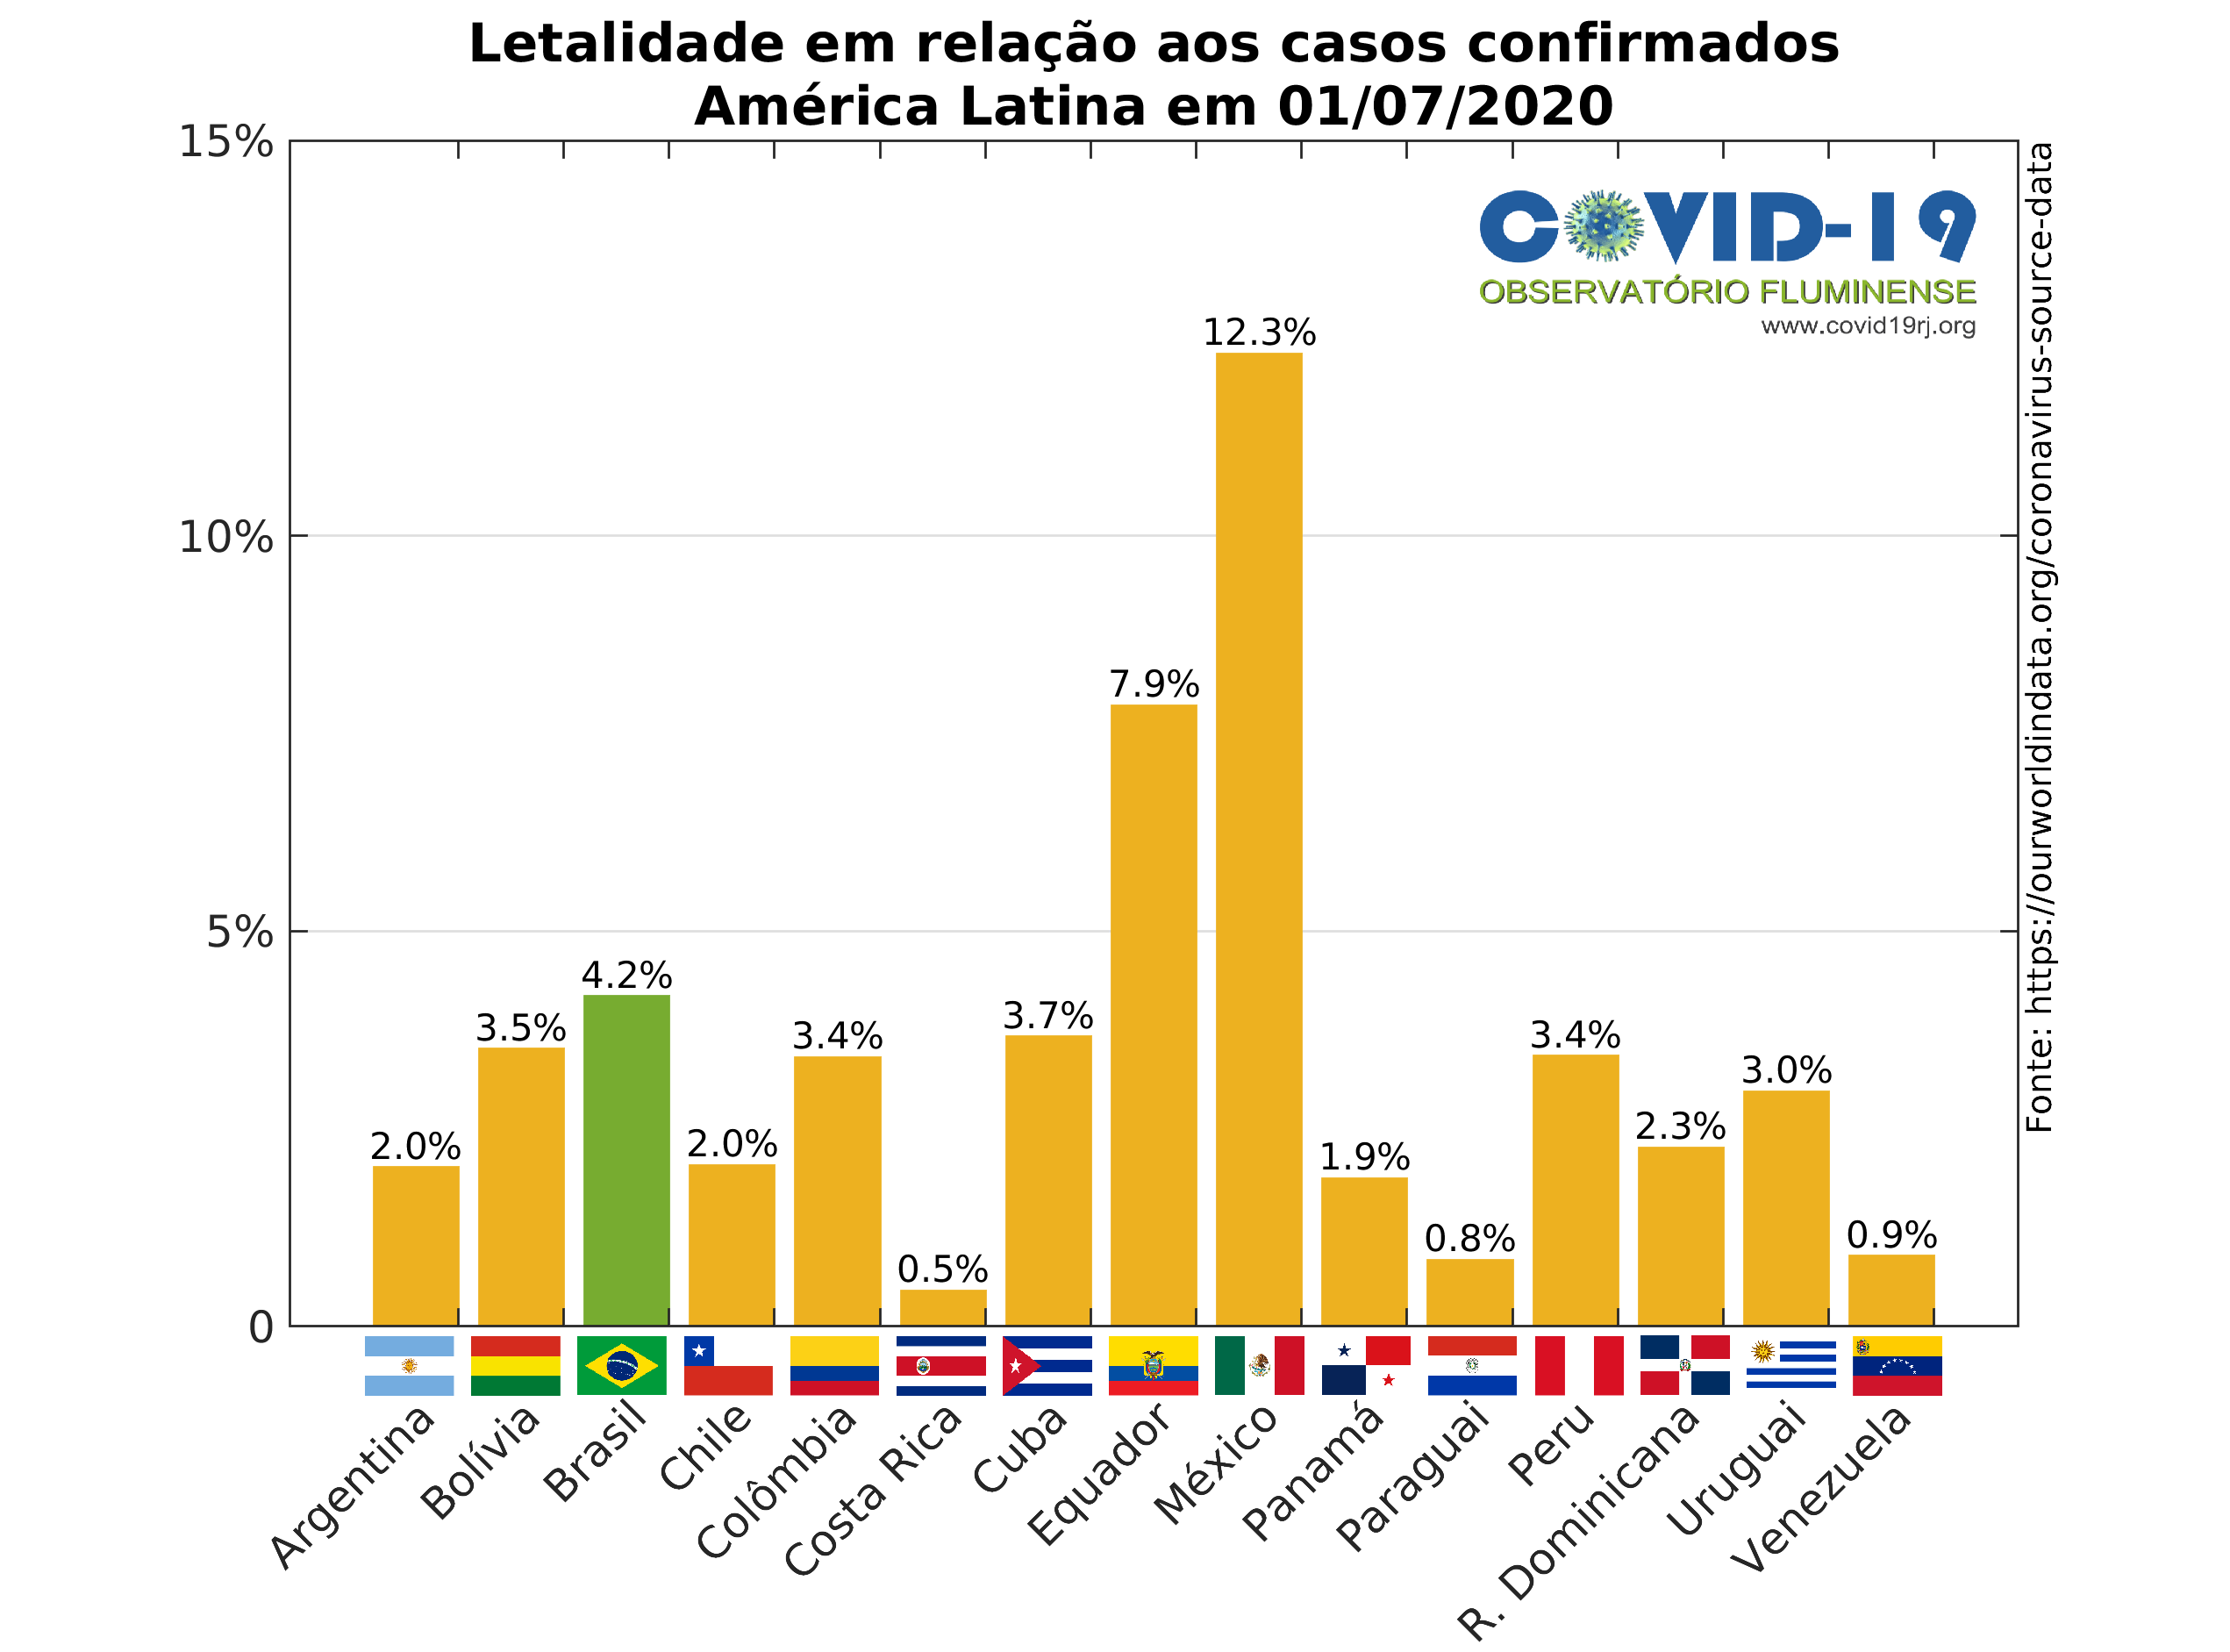 Letalidade em relação aos casos confirmados
América Latina em 01/07/2020
15%
10%
5%
0
COVID-19
OBSERVATÓRIO FLUMINENSE
www.covid19rj.org
Fonte: https://ourworldindata.org/coronavirus-source-data
2.0%
3.5%
4.2%
2.0%
3.4%
0.5%
3.7%
7.9%
12.3%
1.9%
0.8%
3.4%
2.3%
3.0%
0.9%
Argentina
Bolívia
Brasil
Chile
Colômbia
Costa Rica
Cuba
Equador
México
Panamá
Paraguai
Peru
R. Dominicana
Uruguai
Venezuela